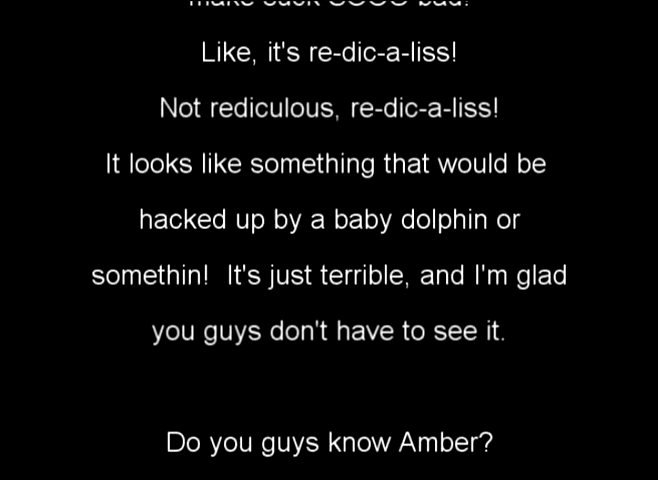 Like, it's re-dic-a-liss!
Not rediculous, re-dic-a-liss!
It looks like something that would be
hacked up by a baby dolphin or
somethin!  It's just terrible, and I'm glad
you guys don't have to see it.
Do you guys know Amber?